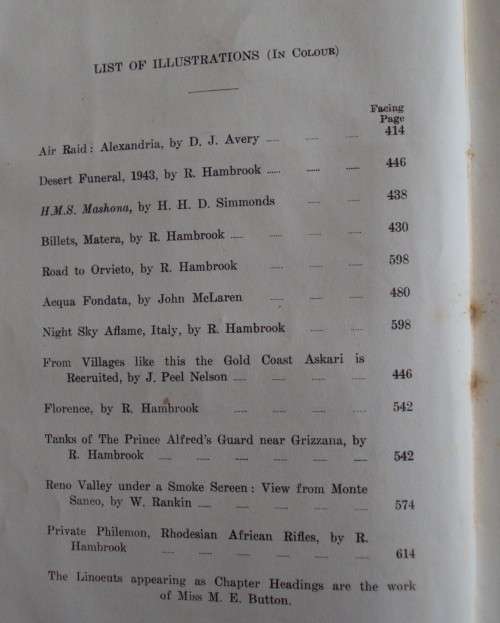 LIST OF ILLUSTRATIONS (IN COLOUR)
Facing
Page
Air Raid: Alexandria, by D. J. Avery .... .... .... 414
Desert Funeral, 1943, by R. Hambrook .... .... .... 446
H.M.S. Mashona, by H. H. D. Simmonds .... .... 438
Billets, Matera, by R. Hambrook .... .... .... 430
Road to Orvieto, by R. Hambrook .... .... .... 598
Acqua Fondata, by John McLaren .... .... .... 480
Night Sky Aflame, Italy, by R. Hambrook .... .... 598
From Villages like this the Gold Coast Askari is
Recruited, by J. Peel Nelson .... .... .... .... 446
Florence, by R. Hambrook .... .... .... .... 542
Tanks of The Prince Alfred's Guard near Grizzana, by
R. Hambrook .... .... .... .... .... .... 542
Reno Valley under a Smoke Screen: View from Monte
Saneo, by W. Rankin .... .... .... .... .... 574
Private Philemon, Rhodesian African Rifles, by R.
Hambrook .... .... .... .... .... .... 614
The Linocuts appearing as Chapter Headings are the work
of Miss M. E. Button.